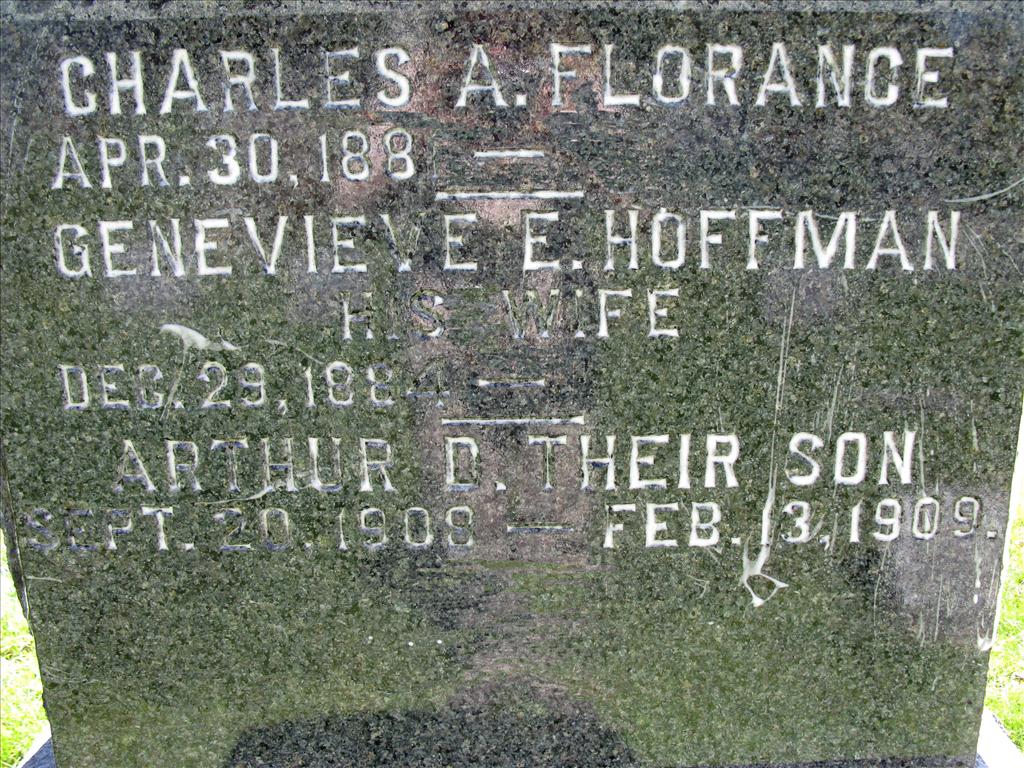 CHARLES A. FLORANCE
APR. 30, 1881 —
GENEVIEVE E. HOFFMAN
HIS WIFE
DEC. 29, 1884 —
ARTHUR D. THEIR SON
SEPT. 20. 1908 — FEB. 13, 1909.